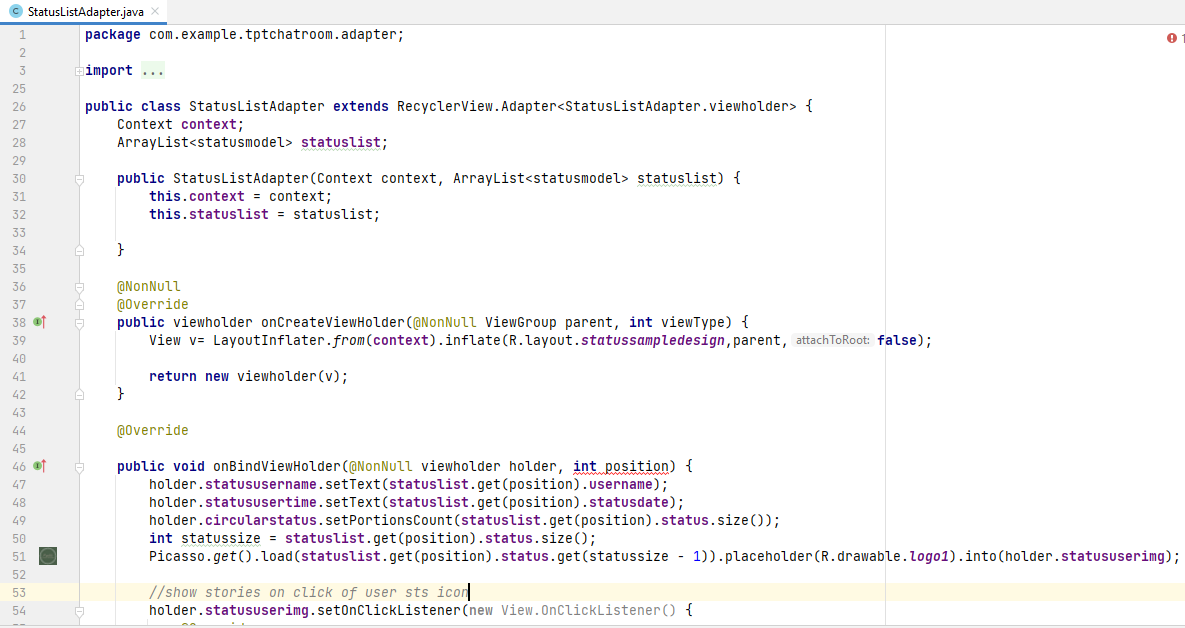 StatusListAdapter.java
1 package com.example.tptchatroom.adapter;
2
3 import ...
25
26 public class StatusListAdapter extends RecyclerView.Adapter<StatusListAdapter.viewholder> {
27 Context context;
28 ArrayList<statusmodel> statuslist;
29
30 public StatusListAdapter(Context context, ArrayList<statusmodel> statuslist) {
31 this.context = context;
32 this.statuslist = statuslist;
33
34 }
35
36 @NonNull
37 @Override
38 public viewholder onCreateViewHolder(@NonNull ViewGroup parent, int viewType) {
39 View v= LayoutInflater.from(context).inflate(R.layout.statussampledesign,parent, attachToRoot: false);
40
41 return new viewholder(v);
42 }
43
44 @Override
45
46 public void onBindViewHolder(@NonNull viewholder holder, int position) {
47 holder.statususername.setText(statuslist.get(position).username);
48 holder.statususertime.setText(statuslist.get(position).statusdate);
49 holder.circularstatus.setPortionsCount(statuslist.get(position).status.size());
50 int statussize = statuslist.get(position).status.size();
51 Picasso.get().load(statuslist.get(position).status.get(statussize - 1)).placeholder(R.drawable.logo1).into(holder.statususerimg);
52
53 //show stories on click of user sts icon
54 holder.statususerimg.setOnClickListener(new View.OnClickListener() {